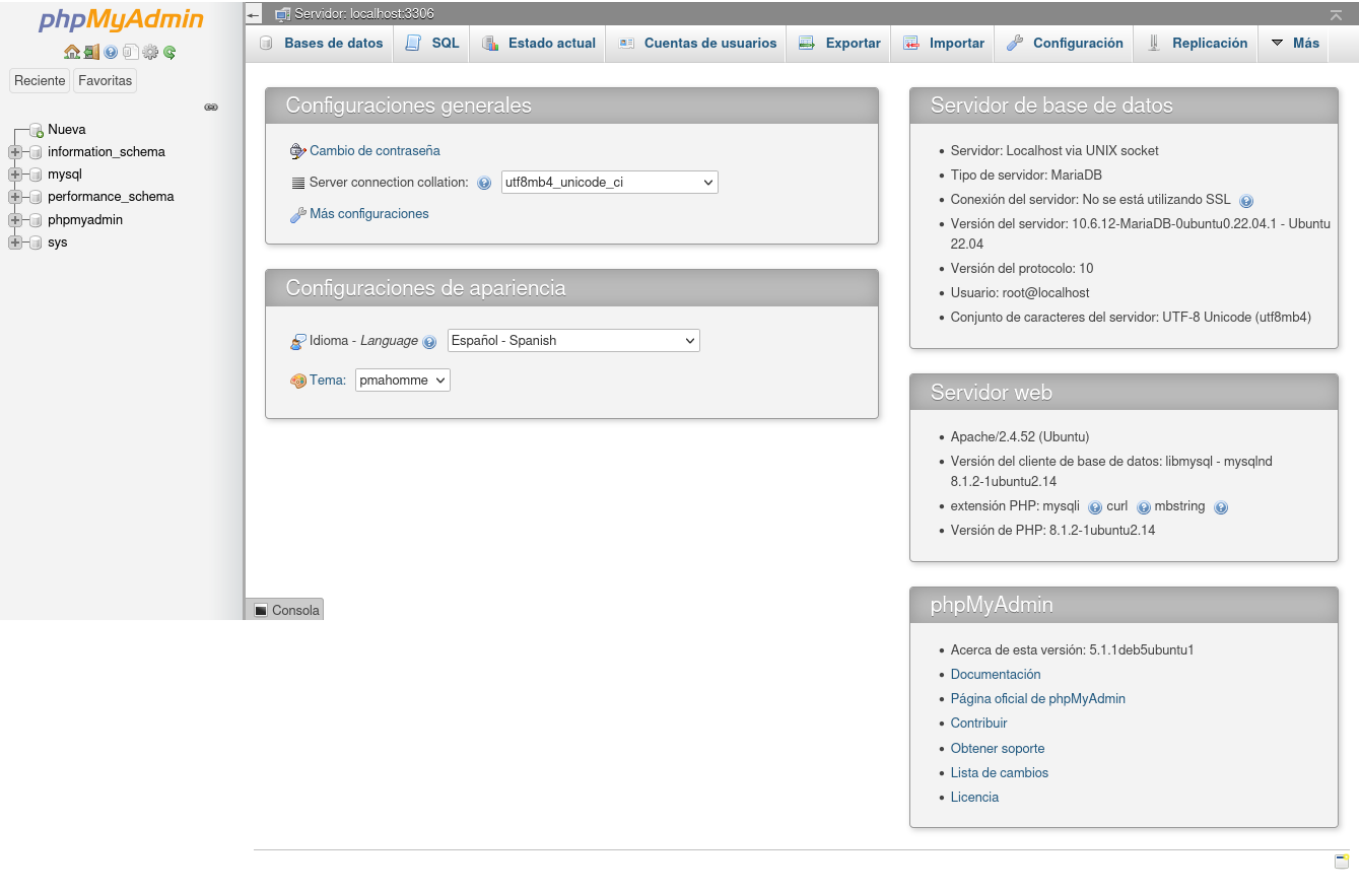 phpMyAdmin
Reciente Favoritas
Nueva
information_schema
mysql
performance_schema
phpmyadmin
sys
Servidor: localhost:3306
Bases de datos SQL Estado actual Cuentas de usuarios Exportar Importar Configuración Replicación Más
Configuraciones generales
Cambio de contraseña
Server connection collation: utf8mb4_unicode_ci
Más configuraciones
Configuraciones de apariencia
Idioma - Language Español - Spanish
Tema: pmahomme
Servidor de base de datos
• Servidor: Localhost via UNIX socket
• Tipo de servidor: MariaDB
• Conexión del servidor: No se está utilizando SSL
• Versión del servidor: 10.6.12-MariaDB-0ubuntu0.22.04.1 - Ubuntu
22.04
• Versión del protocolo: 10
• Usuario: root@localhost
• Conjunto de caracteres del servidor: UTF-8 Unicode (utf8mb4)
Servidor web
• Apache/2.4.52 (Ubuntu)
• Versión del cliente de base de datos: libmysql - mysqlnd
8.1.2-1ubuntu2.14
• extensión PHP: mysqli curl mbstring
• Versión de PHP: 8.1.2-1ubuntu2.14
phpMyAdmin
• Acerca de esta versión: 5.1.1deb5ubuntu1
• Documentación
• Página oficial de phpMyAdmin
• Contribuir
• Obtener soporte
• Lista de cambios
• Licencia
Consola